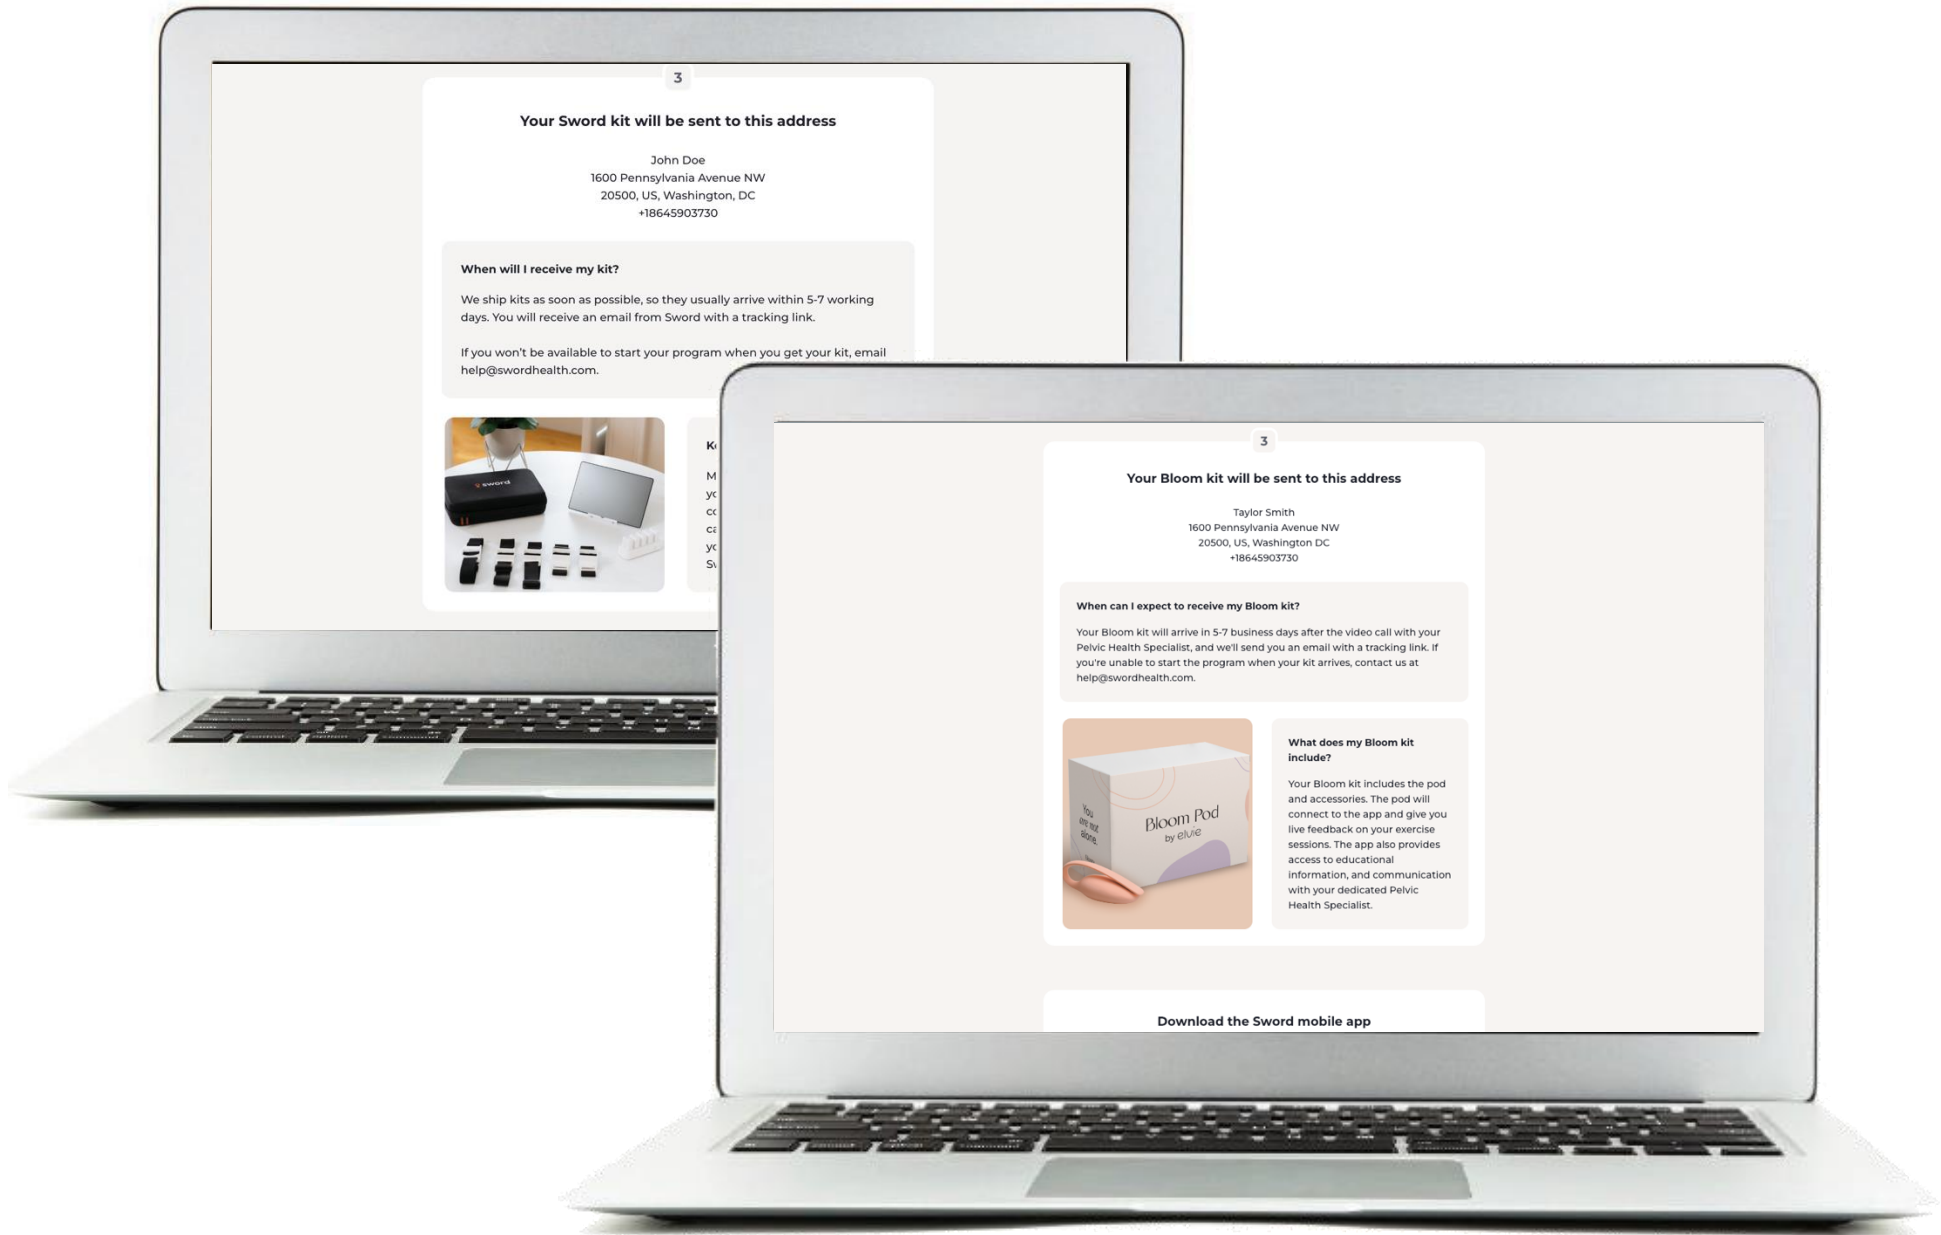 3
Your Sword kit will be sent to this address
John Doe
1600 Pennsylvania Avenue NW
20500, US, Washington, DC
+18645903730
When will I receive my kit?
We ship kits as soon as possible, so they usually arrive within 5-7 working
days. You will receive an email from Sword with a tracking link.
If you won't be available to start your program when you get your kit, email
help@swordhealth.com.
sword
3
Your Bloom kit will be sent to this address
Taylor Smith
1600 Pennsylvania Avenue NW
20500, US, Washington DC
+18645903730
When can I expect to receive my Bloom kit?
Your Bloom kit will arrive in 5-7 business days after the video call with your
Pelvic Health Specialist, and we'll send you an email with a tracking link. If
you're unable to start the program when your kit arrives, contact us at
help@swordhealth.com.
You
are not
alone.
Bloom Pod
by elvie
What does my Bloom kit
include?
Your Bloom kit includes the pod
and accessories. The pod will
connect to the app and give you
live feedback on your exercise
sessions. The app also provides
access to educational
information, and communication
with your dedicated Pelvic
Health Specialist.
Download the Sword mobile app